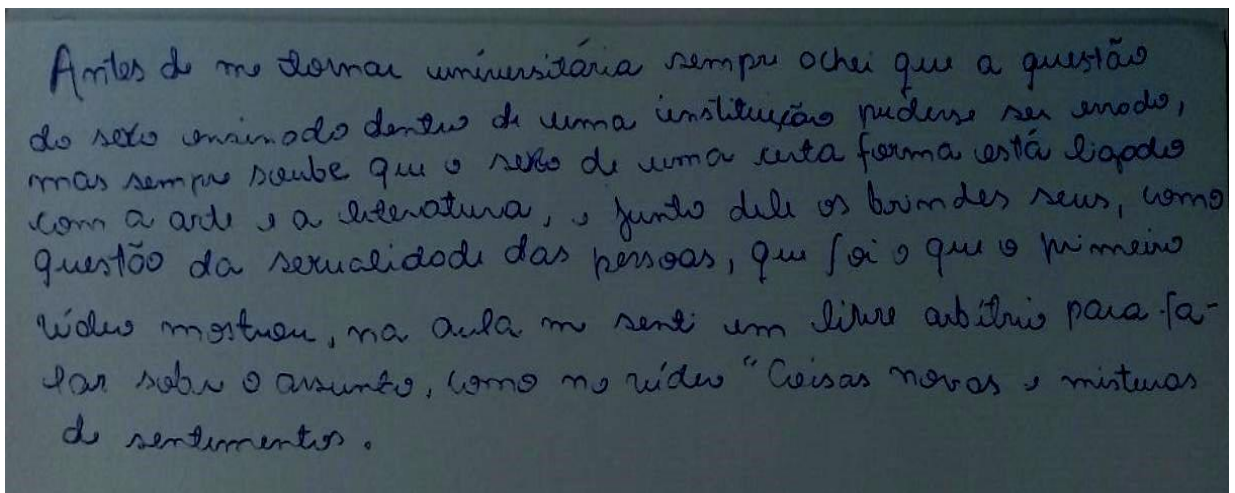 Antes de me tornar universitária sempre achei que a questão
do sexo ensinado dentro de uma instituição pudesse ser errado,
mas sempre soube que o sexo de uma certa forma está ligado
com a arte e a literatura, e junto dele os brindes seus, como
questão da sexualidade das pessoas, que foi o que o primeiro
vídeo mostrou, na aula me senti um livre arbítrio para fa-
lar sobre o assunto, como no vídeo "Coisas novas e misturas
de sentimentos.